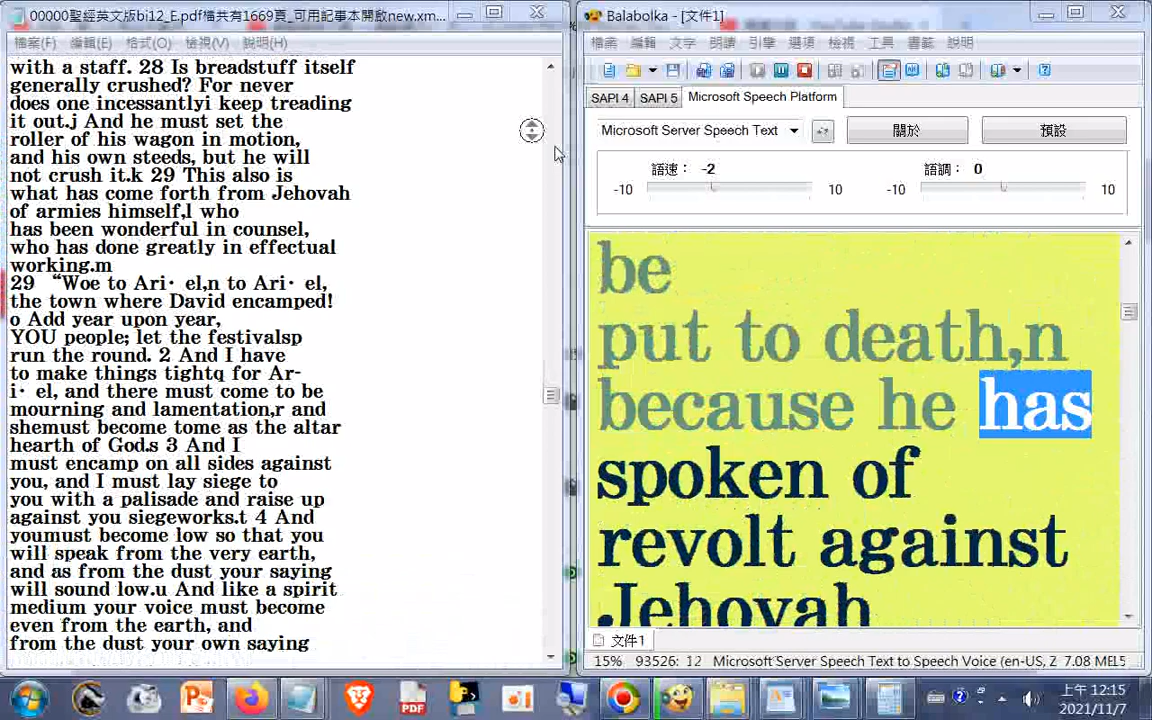 00000聖經英文版bi12_E.pdf檔共有1669頁_可用記事本開啟new.xm...
檔案(F) 編輯(E) 格式(O) 檢視(V) 說明(H)
with a staff. 28 Is breadstuff itself
generally crushed? For never
does one incessantlyi keep treading
it out.j And he must set the
roller of his wagon in motion,
and his own steeds, but he will
not crush it.k 29 This also is
what has come forth from Jehovah
of armies himself,l who
has been wonderful in counsel,
who has done greatly in effectual
working.m
29 “Woe to Ari· el,n to Ari· el,
the town where David encamped!
o Add year upon year,
YOU people; let the festivalsp
run the round. 2 And I have
to make things tightq for Ar-
i· el, and there must come to be
mourning and lamentation,r and
shemust become tome as the altar
hearth of God.s 3 And I
must encamp on all sides against
you, and I must lay siege to
you with a palisade and raise up
against you siegeworks.t 4 And
youmust become low so that you
will speak from the very earth,
and as from the dust your saying
will sound low.u And like a spirit
medium your voice must become
even from the earth, and
from the dust your own saying
Balabolka - [文件1]
檔案 編輯 文字 朗讀 引擎 選項 檢視 工具 書籤 說明
SAPI 4 SAPI 5 Microsoft Speech Platform
Microsoft Server Speech Text 關於 預設
語速： -2 語調： 0
-10 10 -10 10
be
put to death,n
because he has
spoken of
revolt against
Jehovah
文件1
15% 93526: 12 Microsoft Server Speech Text to Speech Voice (en-US, Z 7.08 MB
PDF
上午 12:15
2021/11/7